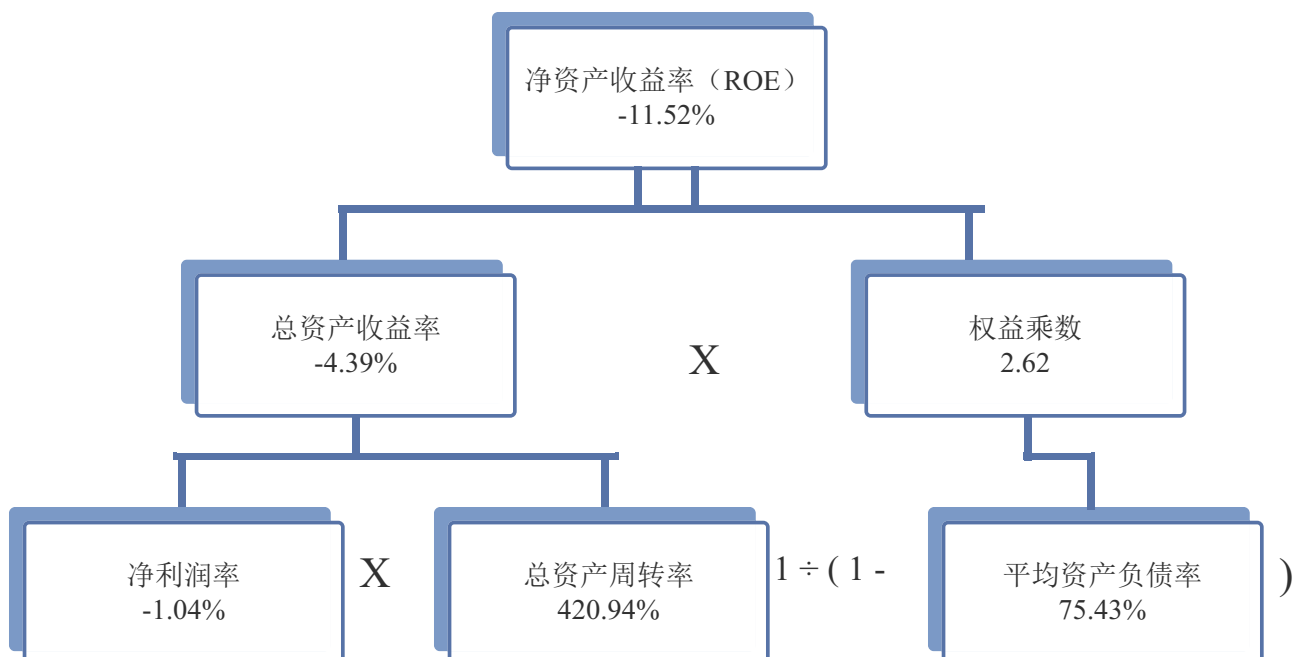 净资产收益率（ROE）
-11.52%
总资产收益率
-4.39%
X
权益乘数
2.62
净利润率
-1.04%
X
总资产周转率
420.94%
1 ÷ ( 1 -
平均资产负债率
75.43%
)